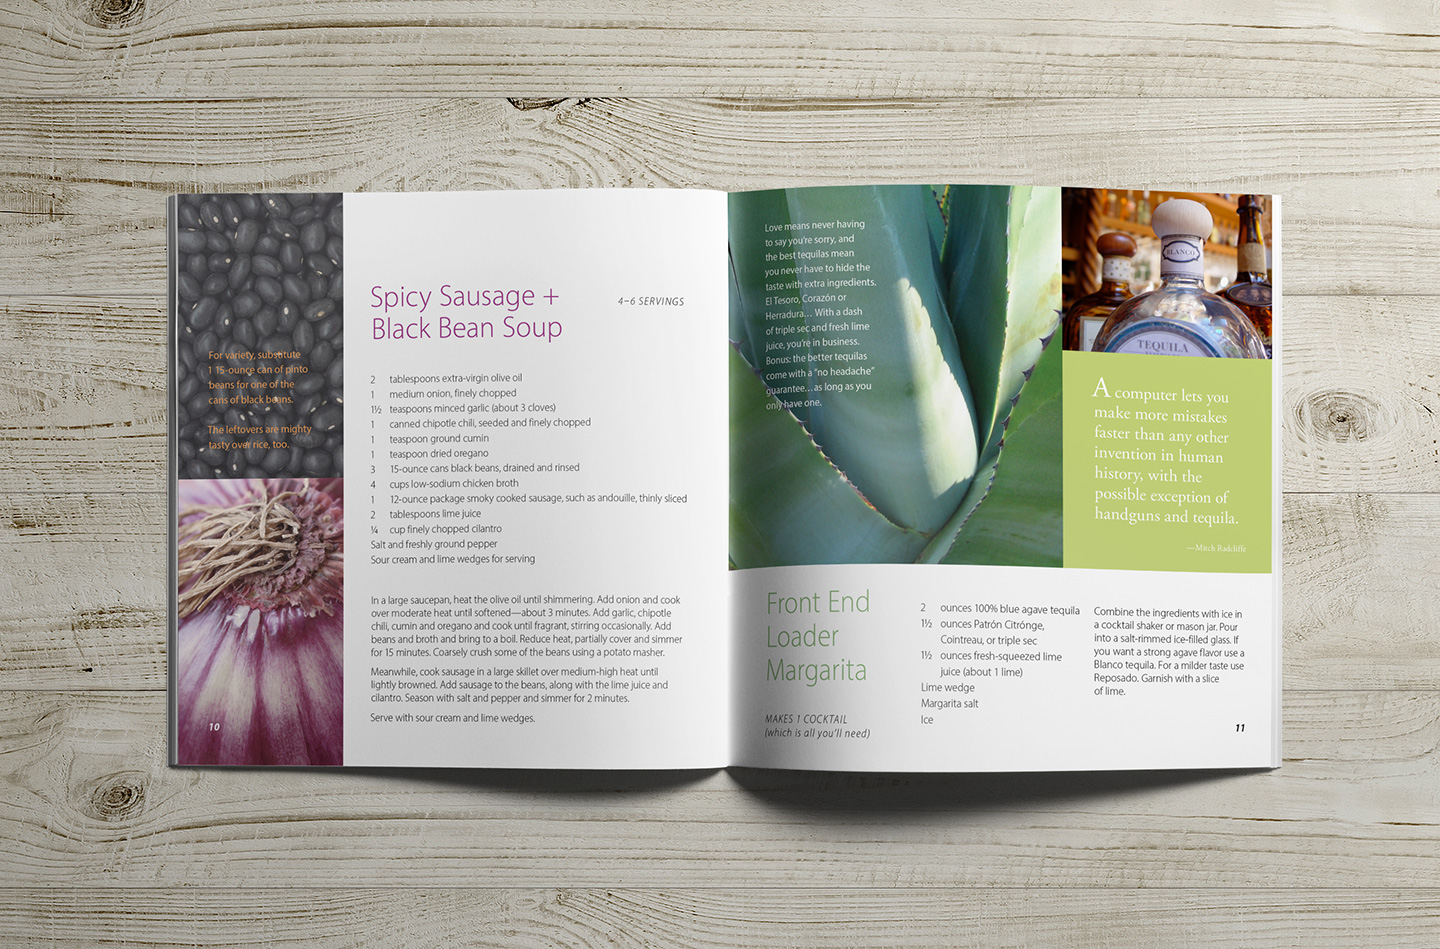 For variety, substitute
1 15-ounce can of pinto
beans for one of the
cans of black beans.
The leftovers are mighty
tasty over rice, too.
10
Spicy Sausage +
Black Bean Soup
4–6 SERVINGS
2 tablespoons extra-virgin olive oil
1 medium onion, finely chopped
1½ teaspoons minced garlic (about 3 cloves)
1 canned chipotle chili, seeded and finely chopped
1 teaspoon ground cumin
1 teaspoon dried oregano
3 15-ounce cans black beans, drained and rinsed
4 cups low-sodium chicken broth
1 12-ounce package smoky cooked sausage, such as andouille, thinly sliced
2 tablespoons lime juice
¼ cup finely chopped cilantro
Salt and freshly ground pepper
Sour cream and lime wedges for serving
In a large saucepan, heat the olive oil until shimmering. Add onion and cook
over moderate heat until softened—about 3 minutes. Add garlic, chipotle
chili, cumin and oregano and cook until fragrant, stirring occasionally. Add
beans and broth and bring to a boil. Reduce heat, partially cover and simmer
for 15 minutes. Coarsely crush some of the beans using a potato masher.
Meanwhile, cook sausage in a large skillet over medium-high heat until
lightly browned. Add sausage to the beans, along with the lime juice and
cilantro. Season with salt and pepper and simmer for 2 minutes.
Serve with sour cream and lime wedges.
Love means never having
to say you're sorry, and
the best tequilas mean
you never have to hide the
taste with extra ingredients.
El Tesoro, Corazón or
Herradura… With a dash
of triple sec and fresh lime
juice, you're in business.
Bonus: the better tequilas
come with a "no headache"
guarantee…as long as you
only have one.
BLANCO
TEQUILA
A computer lets you
make more mistakes
faster than any other
invention in human
history, with the
possible exception of
handguns and tequila.
—Mitch Radcliffe
Front End
Loader
Margarita
MAKES 1 COCKTAIL
(which is all you'll need)
2 ounces 100% blue agave tequila
1½ ounces Patrón Citrónge,
Cointreau, or triple sec
1½ ounces fresh-squeezed lime
juice (about 1 lime)
Lime wedge
Margarita salt
Ice
Combine the ingredients with ice in
a cocktail shaker or mason jar. Pour
into a salt-rimmed ice-filled glass. If
you want a strong agave flavor use a
Blanco tequila. For a milder taste use
Reposado. Garnish with a slice
of lime.
11